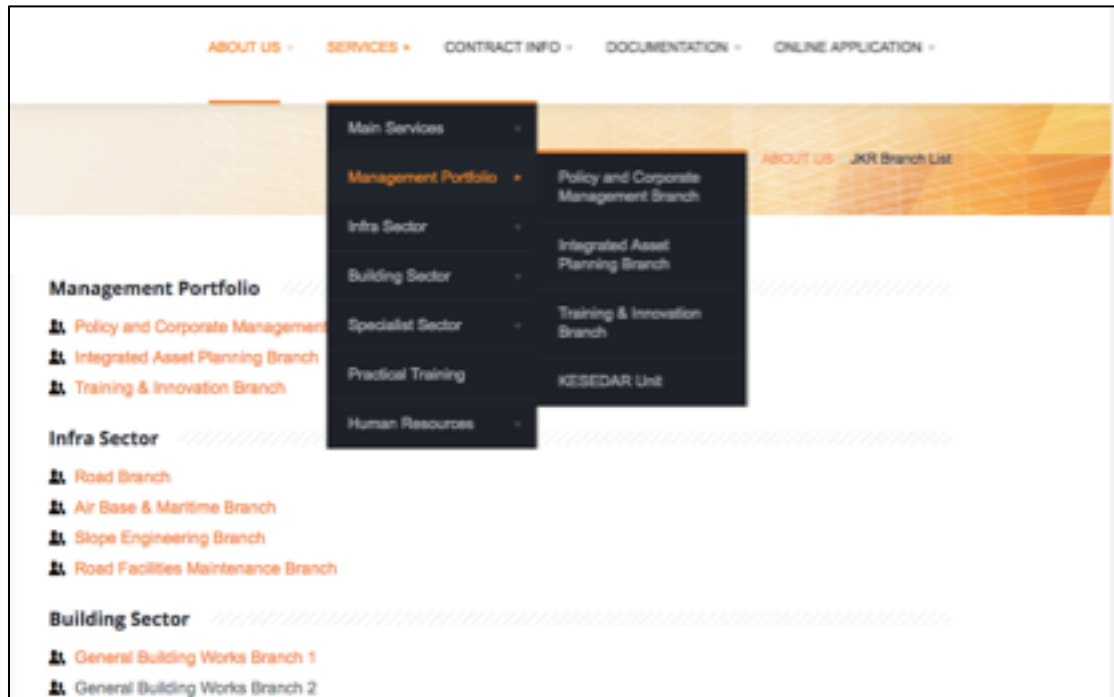 ABOUT US SERVICES CONTRACT INFO DOCUMENTATION ONLINE APPLICATION
Main Services
Management Portfolio
Infra Sector
Building Sector
Specialist Sector
Practical Training
Human Resources
Policy and Corporate
Management Branch
Integrated Asset
Planning Branch
Training & Innovation
Branch
KESEDAR Unit
ABOUT US JKR Branch List
Management Portfolio
Policy and Corporate Management
Integrated Asset Planning Branch
Training & Innovation Branch
Infra Sector
Road Branch
Air Base & Maritime Branch
Slope Engineering Branch
Road Facilities Maintenance Branch
Building Sector
General Building Works Branch 1
General Building Works Branch 2